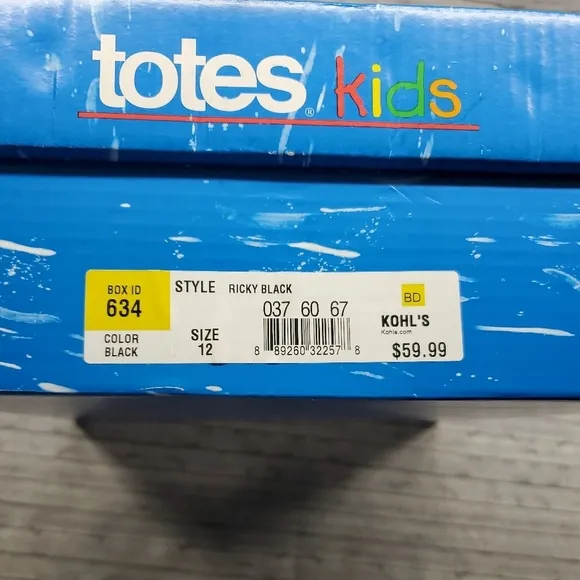 totes® kids
BOX ID
634
COLOR
BLACK
STYLE RICKY BLACK
SIZE
12
037 60 67
8 89260 32257 8
BD
KOHL'S
Kohls.com
$59.99